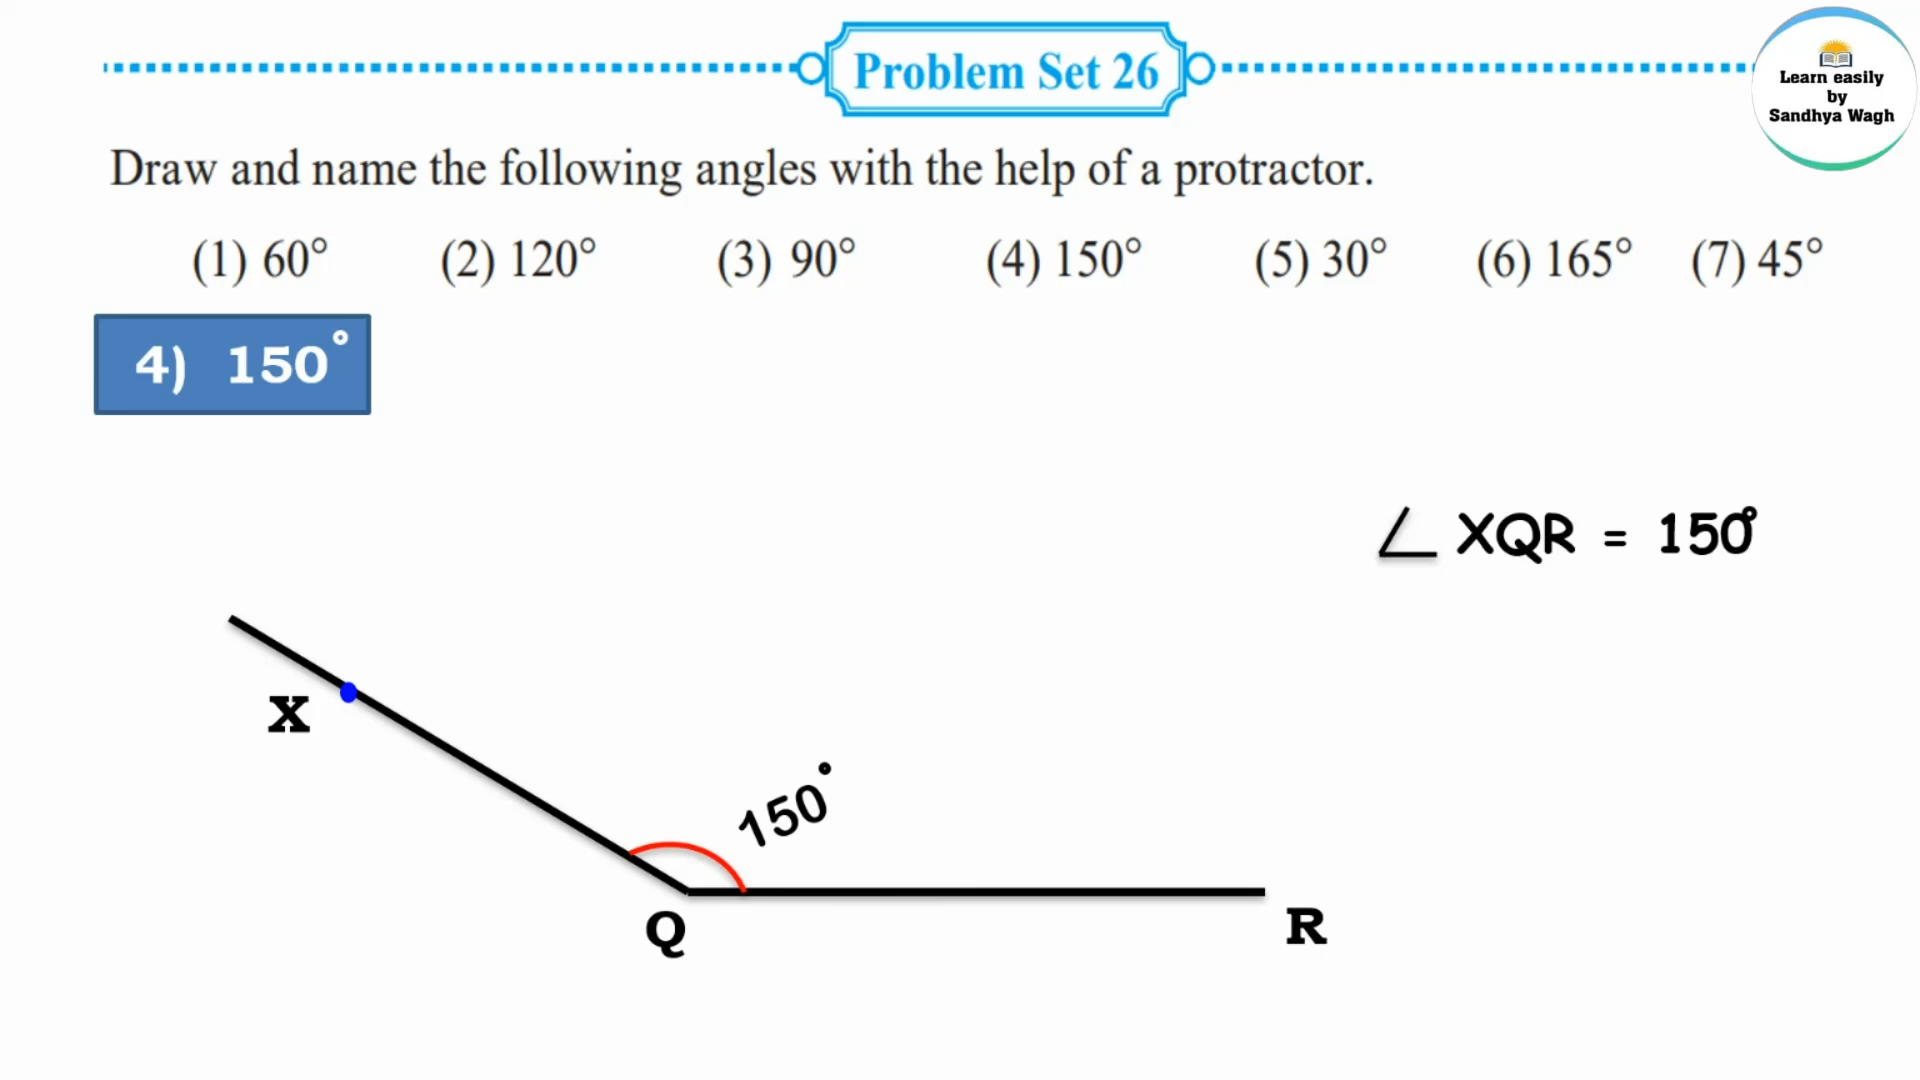 Problem Set 26
Learn easily
by
Sandhya Wagh
Draw and name the following angles with the help of a protractor.
(1) 60° (2) 120° (3) 90° (4) 150° (5) 30° (6) 165° (7) 45°
4) 150°
∠ XQR = 150°
X
150°
Q
R